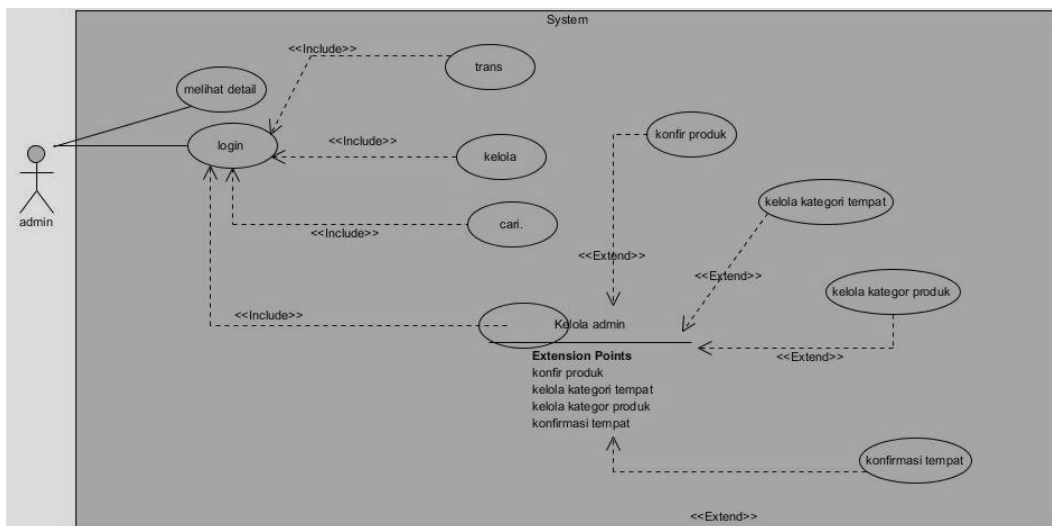 System
<<Include>>
trans
melihat detail
konfir produk
login
<<Include>>
kelola
admin
kelola kategori tempat
cari.
<<Include>>
<<Extend>>
<<Extend>>
kelola kategor produk
<<Include>>
Kelola admin
<<Extend>>
Extension Points
konfir produk
kelola kategori tempat
kelola kategor produk
konfirmasi tempat
konfirmasi tempat
<<Extend>>